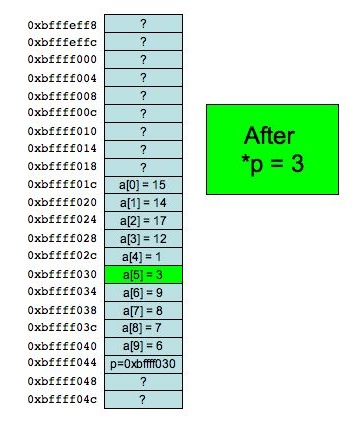 0xbfffeff8 ?
0xbfffeffc ?
0xbffff000 ?
0xbffff004 ?
0xbffff008 ?
0xbffff00c ?
0xbffff010 ?
0xbffff014 ?
0xbffff018 ?
0xbffff01c a[0] = 15
0xbffff020 a[1] = 14
0xbffff024 a[2] = 17
0xbffff028 a[3] = 12
0xbffff02c a[4] = 1
0xbffff030 a[5] = 3
0xbffff034 a[6] = 9
0xbffff038 a[7] = 8
0xbffff03c a[8] = 7
0xbffff040 a[9] = 6
0xbffff044 p=0xbffff030
0xbffff048 ?
0xbffff04c ?
After
*p = 3